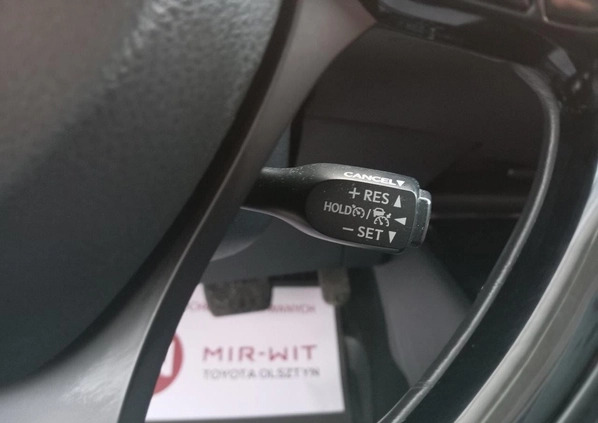 CANCEL▼
+ RES ▲
HOLD / ◀
− SET ▼
MIR-WIT
TOYOTA OLSZTYN